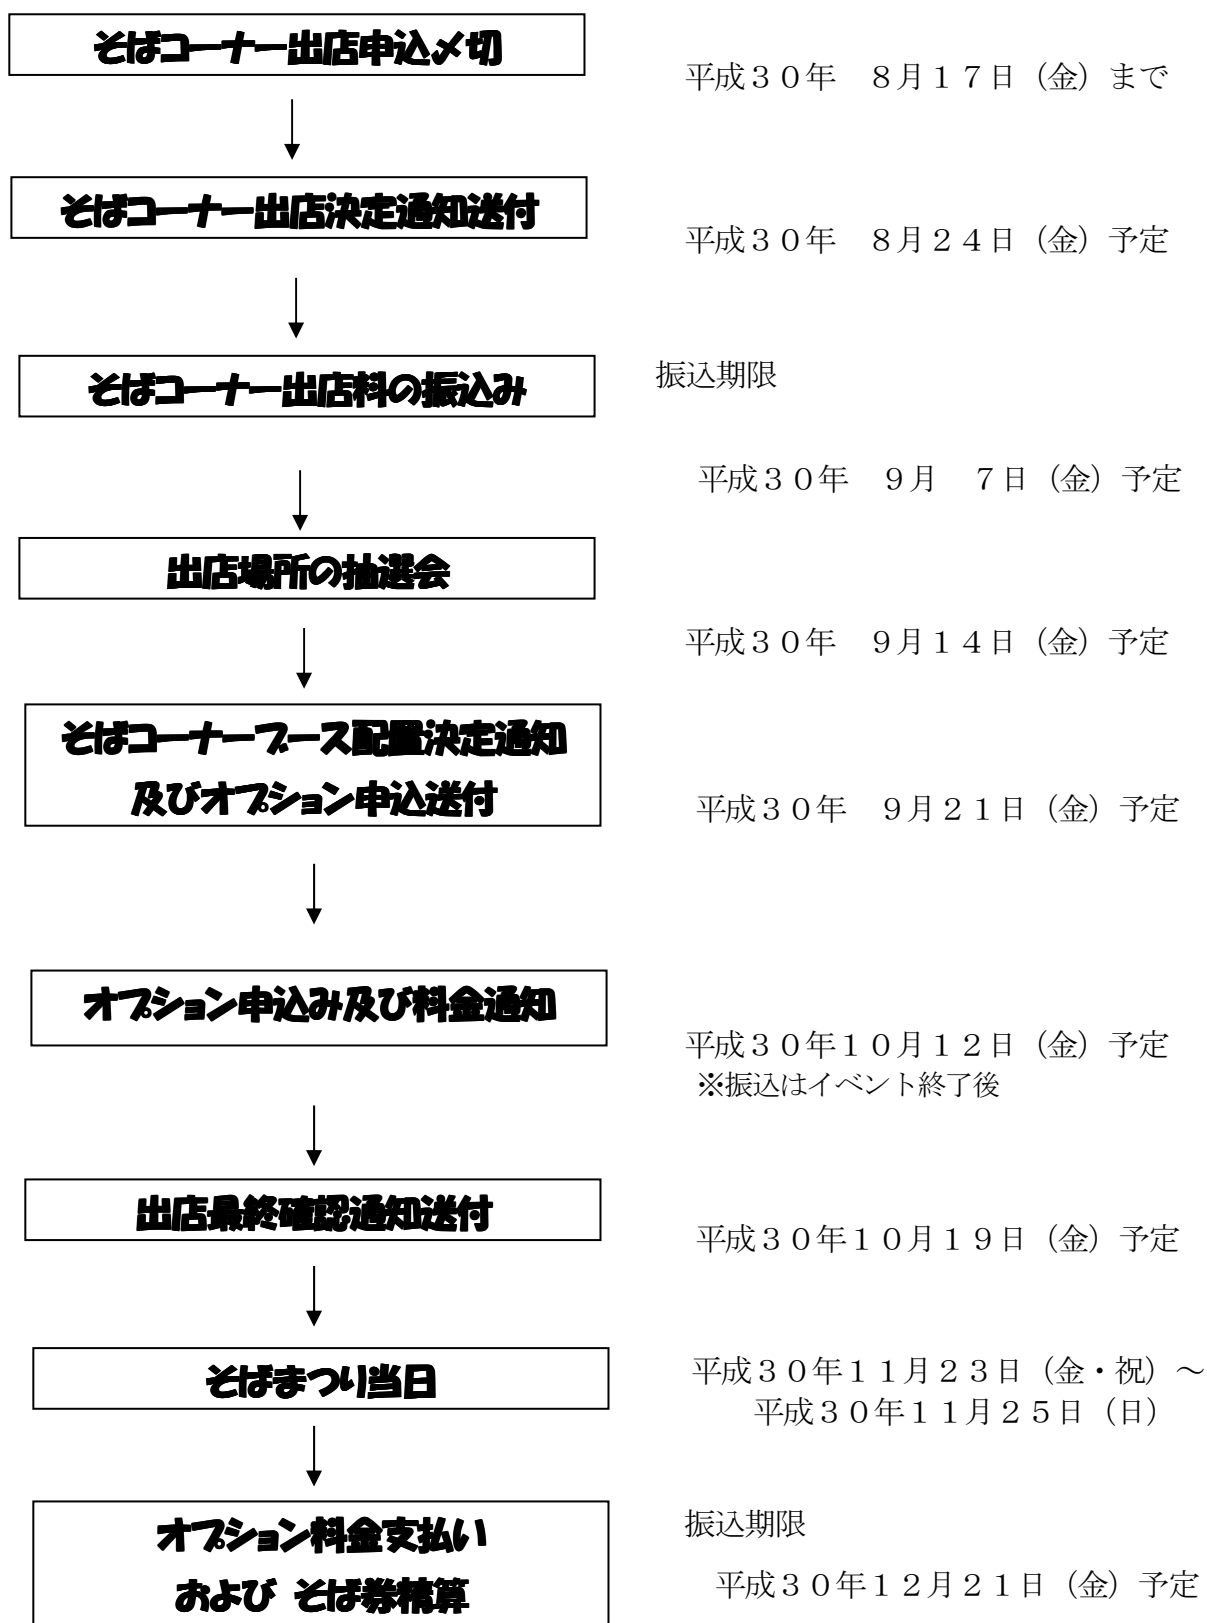 そばコーナー出店申込〆切
平成３０年　８月１７日（金）まで
そばコーナー出店決定通知送付
平成３０年　８月２４日（金）予定
そばコーナー出店料の振込み
振込期限
平成３０年　９月　７日（金）予定
出店場所の抽選会
平成３０年　９月１４日（金）予定
そばコーナーブース配置決定通知
及びオプション申込送付
平成３０年　９月２１日（金）予定
オプション申込み及び料金通知
平成３０年１０月１２日（金）予定
※振込はイベント終了後
出店最終確認通知送付
平成３０年１０月１９日（金）予定
そばまつり当日
平成３０年１１月２３日（金・祝）～
平成３０年１１月２５日（日）
オプション料金支払い
および そば券精算
振込期限
平成３０年１２月２１日（金）予定